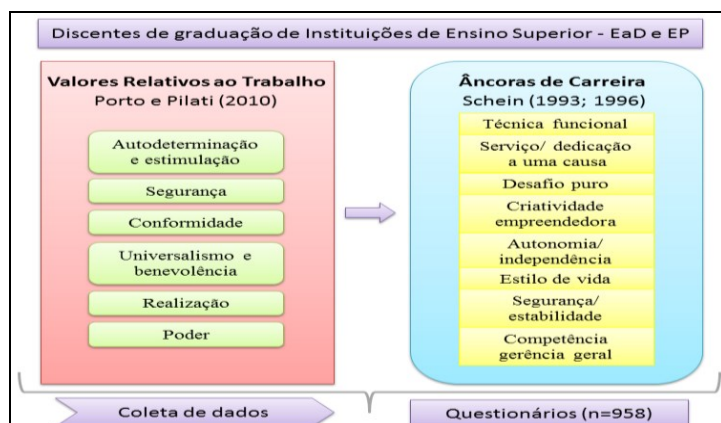 Discentes de graduação de Instituições de Ensino Superior - EaD e EP
Valores Relativos ao Trabalho
Porto e Pilati (2010)
Autodeterminação
e estimulação
Segurança
Conformidade
Universalismo e
benevolência
Realização
Poder
Âncoras de Carreira
Schein (1993; 1996)
Técnica funcional
Serviço/ dedicação
a uma causa
Desafio puro
Criatividade
empreendedora
Autonomia/
independência
Estilo de vida
Segurança/
estabilidade
Competência
gerência geral
Coleta de dados
Questionários (n=958)